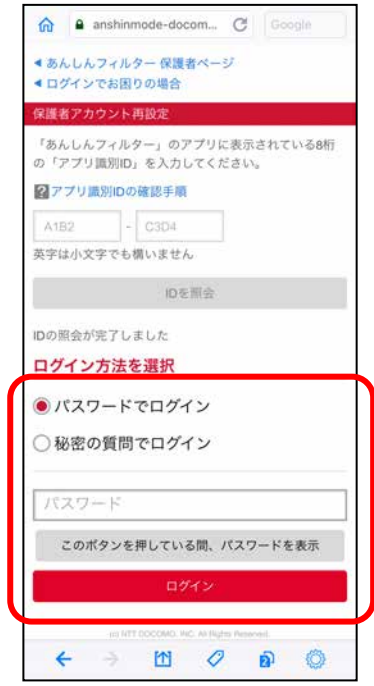 anshinmode-docom...
Google
◀ あんしんフィルター 保護者ページ
◀ ログインでお困りの場合
保護者アカウント再設定
「あんしんフィルター」のアプリに表示されている8桁
の「アプリ識別ID」を入力してください。
?アプリ識別IDの確認手順
A1B2 - C3D4
英字は小文字でも構いません
IDを照会
IDの照会が完了しました
ログイン方法を選択
パスワードでログイン
秘密の質問でログイン
パスワード
このボタンを押している間、パスワードを表示
ログイン
(c) NTT DOCOMO, INC. All Rights Reserved.
2